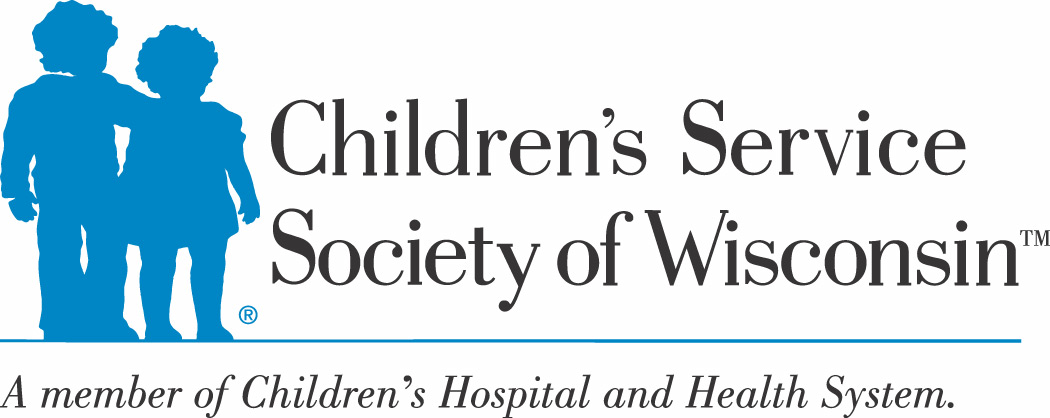 Children’s Service
Society of Wisconsin™
®
A member of Children’s Hospital and Health System.